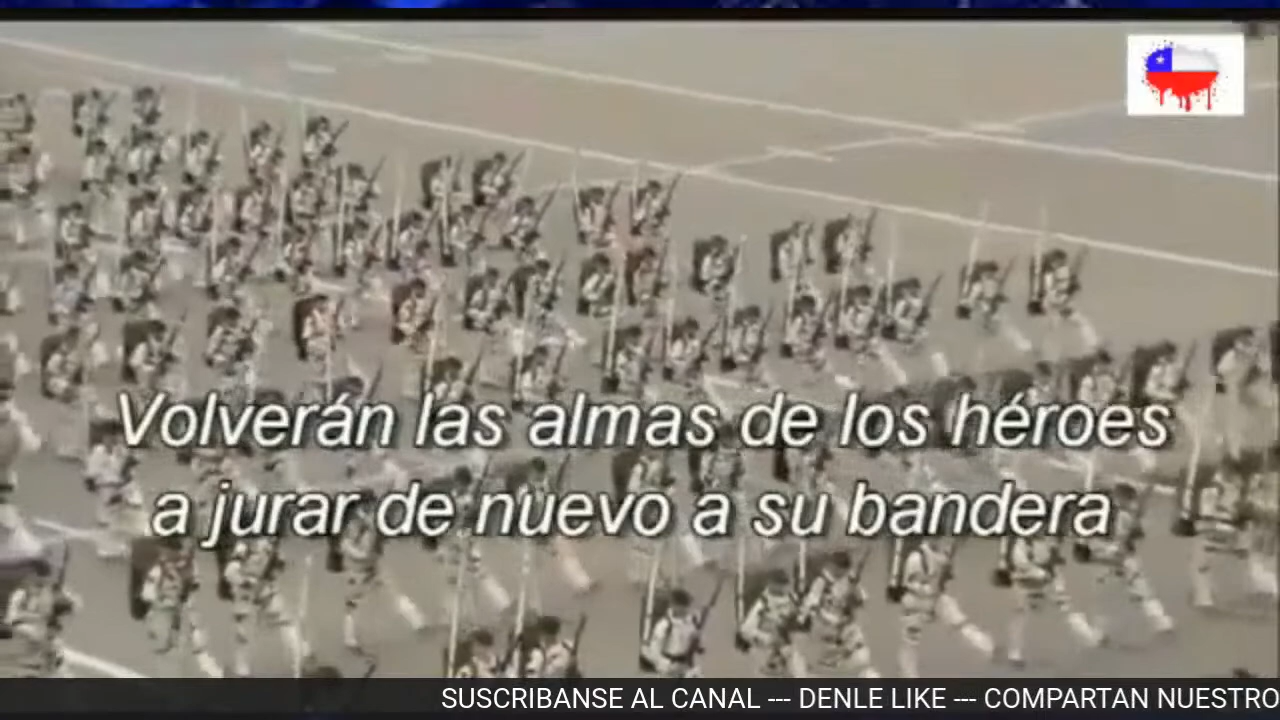 Volverán las almas de los héroes
a jurar de nuevo a su bandera
SUSCRIBANSE AL CANAL --- DENLE LIKE --- COMPARTAN NUESTRO